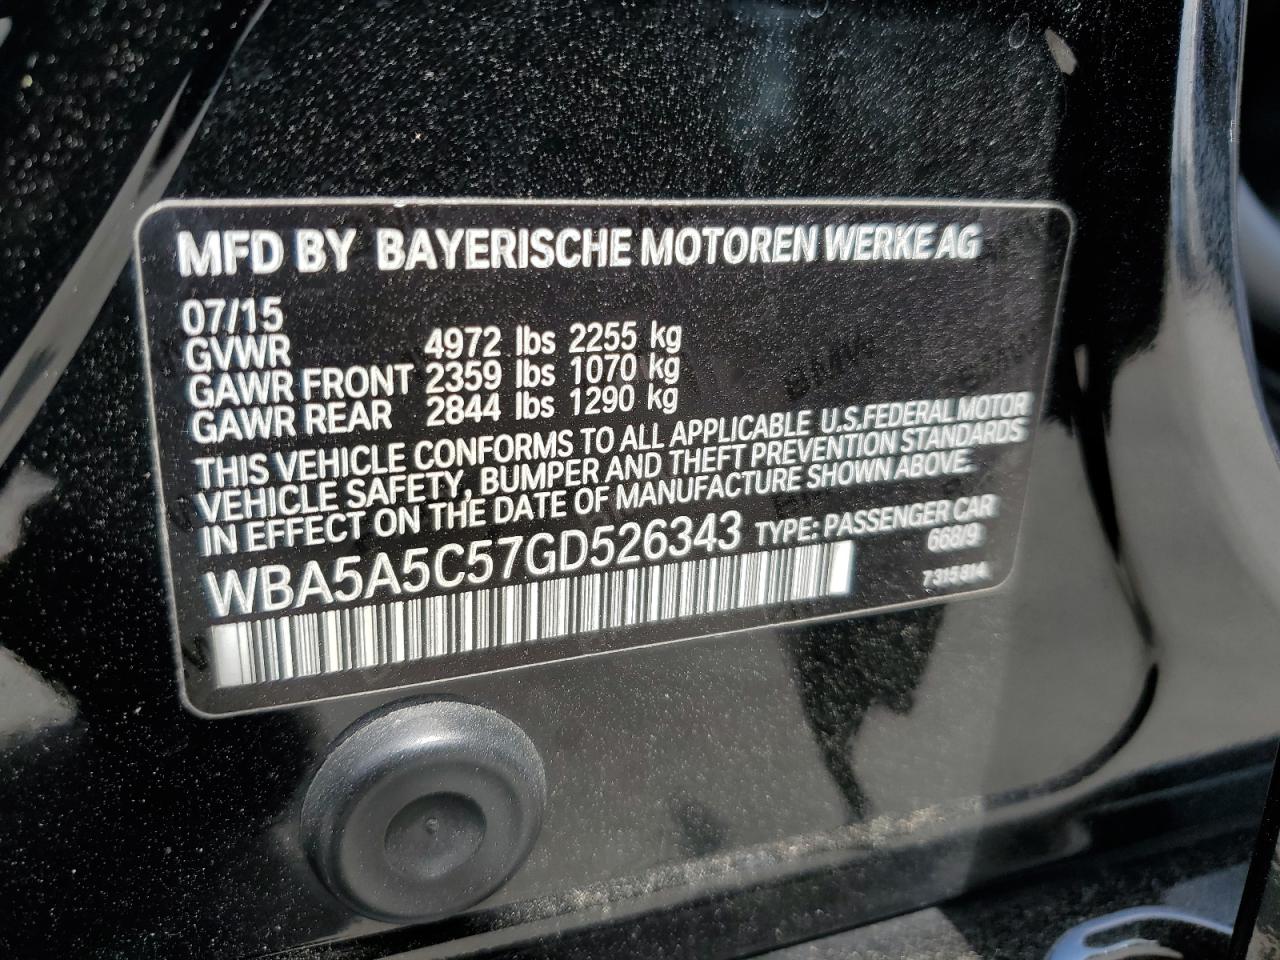 MFD BY BAYERISCHE MOTOREN WERKE AG
07/15
GVWR 4972 lbs 2255 kg
GAWR FRONT 2359 lbs 1070 kg
GAWR REAR 2844 lbs 1290 kg
THIS VEHICLE CONFORMS TO ALL APPLICABLE U.S.FEDERAL MOTOR
VEHICLE SAFETY, BUMPER AND THEFT PREVENTION STANDARDS
IN EFFECT ON THE DATE OF MANUFACTURE SHOWN ABOVE.
WBA5A5C57GD526343 TYPE: PASSENGER CAR
668/9
7 315 814